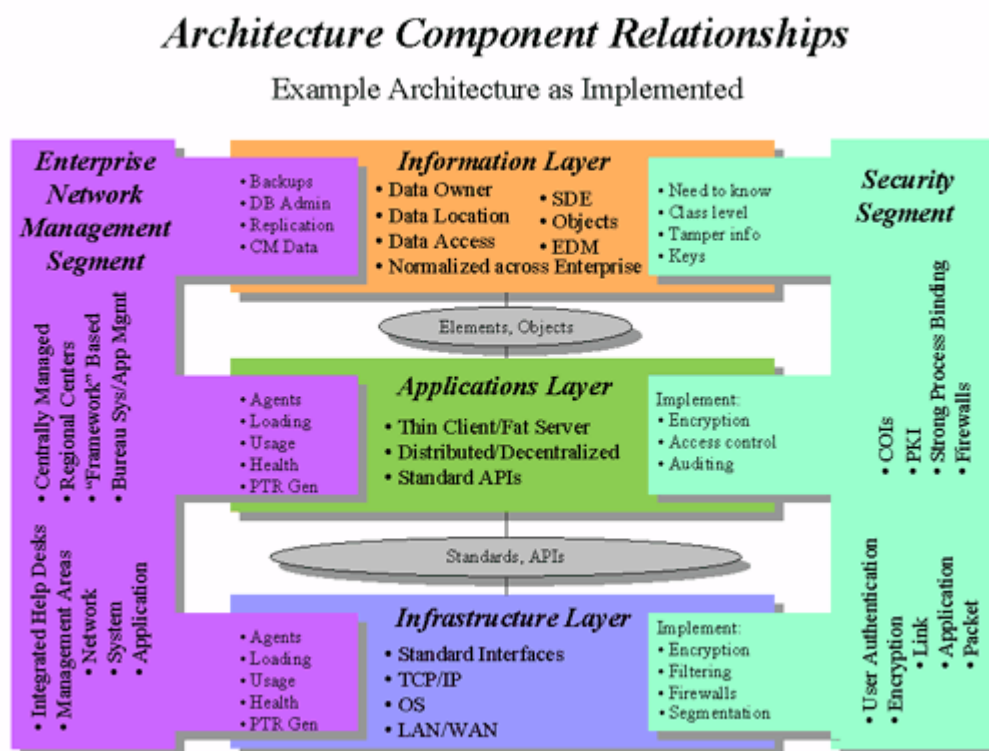 Architecture Component Relationships
Example Architecture as Implemented
Enterprise
Network
Management
Segment
• Centrally Managed
• Regional Centers
• “Framework” Based
• Bureau Sys/App Mgmt
• Integrated Help Desks
• Management Areas
• Network
• System
• Application
• Backups
• DB Admin
• Replication
• CM Data
Information Layer
• Data Owner
• Data Location
• Data Access
• Normalized across Enterprise
• SDE
• Objects
• EDM
• Need to know
• Class level
• Tamper info
• Keys
Elements, Objects
• Agents
• Loading
• Usage
• Health
• PTR Gen
Applications Layer
• Thin Client/Fat Server
• Distributed/Decentralized
• Standard APIs
Implement:
• Encryption
• Access control
• Auditing
Standards, APIs
• Agents
• Loading
• Usage
• Health
• PTR Gen
Infrastructure Layer
• Standard Interfaces
• TCP/IP
• OS
• LAN/WAN
Implement:
• Encryption
• Filtering
• Firewalls
• Segmentation
Security
Segment
• COIs
• PKI
• Strong Process Binding
• Firewalls
• User Authentication
• Encryption
• Link
• Application
• Packet